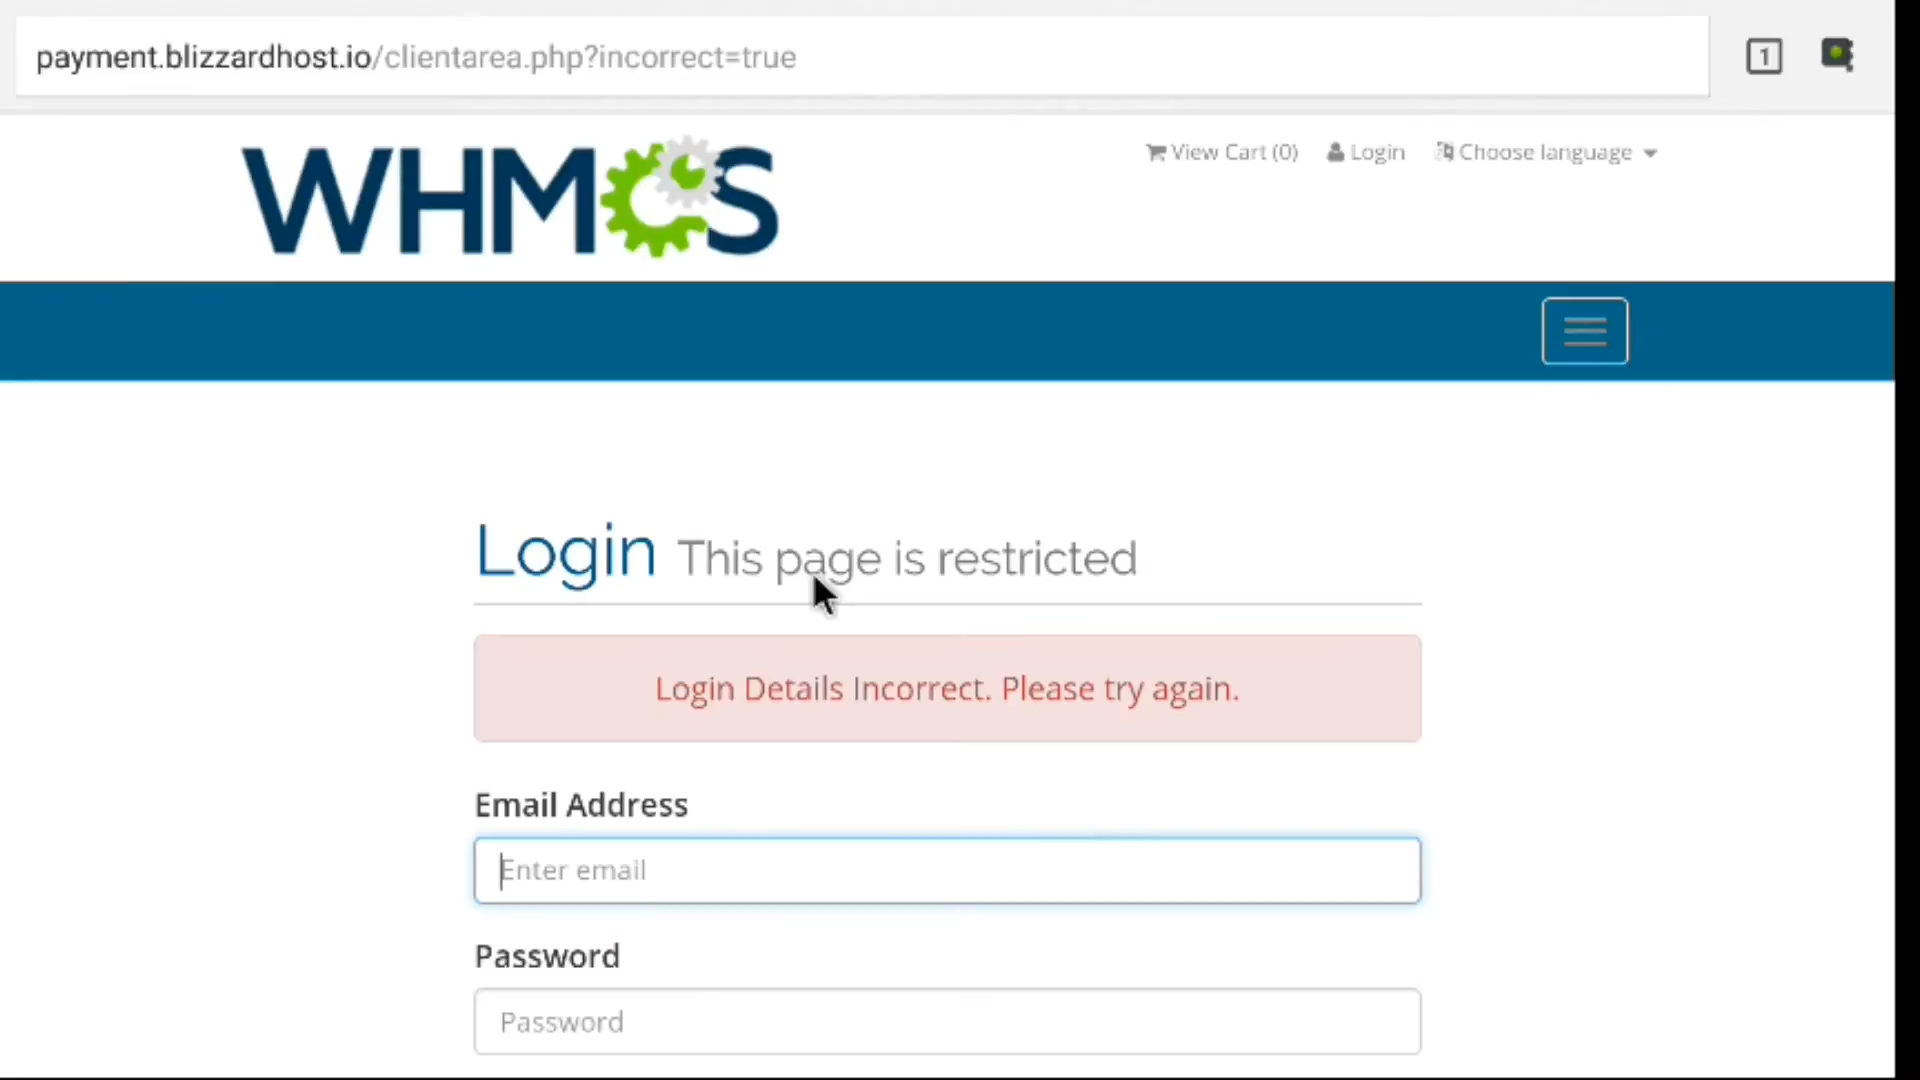 payment.blizzardhost.io/clientarea.php?incorrect=true
1
WHMCS
View Cart (0) Login Choose language
Login This page is restricted
Login Details Incorrect. Please try again.
Email Address
Enter email
Password
Password